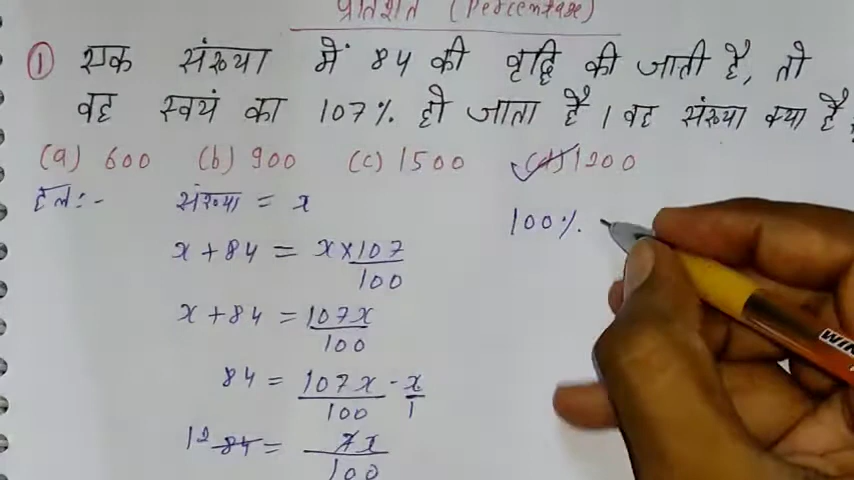 प्रतिशत (Percentage)
① एक संख्या में 84 की वृद्धि की जाती है, तो
वह स्वयं का 107% हो जाता है। वह संख्या क्या है
(a) 600 (b) 900 (c) 1500 (d) 1200
हल:- संख्या = x
100%
x + 84 = x × 107/100
x + 84 = 107x/100
84 = 107x/100 - x/1
12 84 = 7x/100
WIN